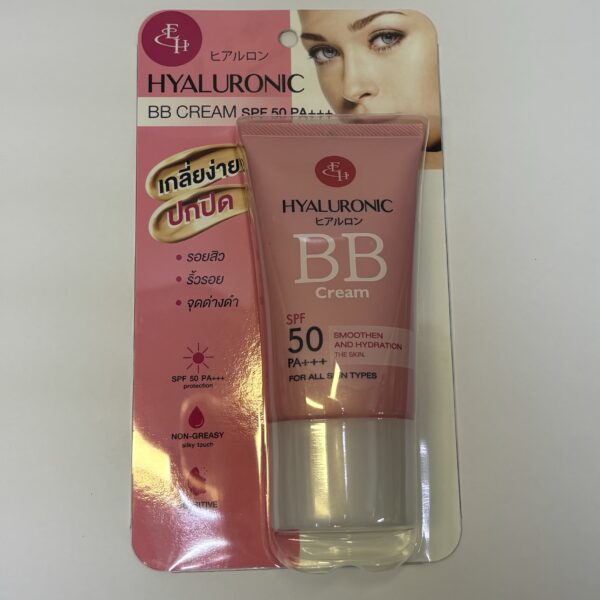 EH
ヒアルロン
HYALURONIC
BB CREAM SPF 50 PA+++
เกลี่ยง่าย
ปกปิด
• รอยสิว
• ริ้วรอย
• จุดด่างดำ
SPF 50 PA+++
protection
NON-GREASY
silky touch
EH
HYALURONIC
ヒアルロン
BB
Cream
SPF
50
PA+++
SMOOTHEN
AND HYDRATION
THE SKIN.
FOR ALL SKIN TYPES